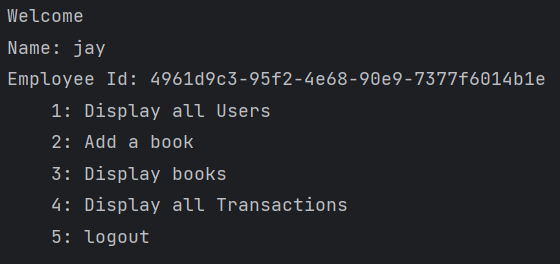 Welcome
Name: jay
Employee Id: 4961d9c3-95f2-4e68-90e9-7377f6014b1e
1: Display all Users
2: Add a book
3: Display books
4: Display all Transactions
5: logout